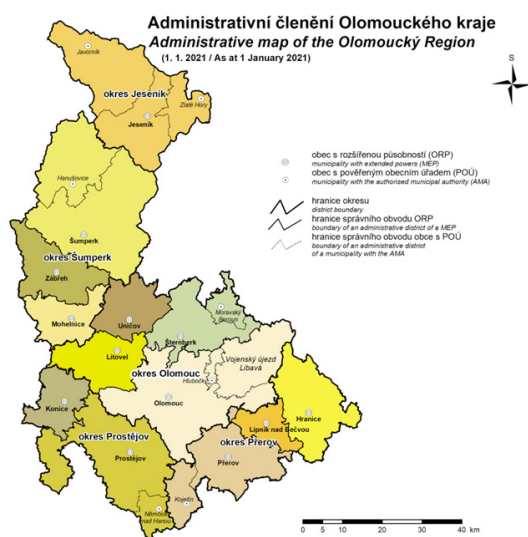 Administrativní členění Olomouckého kraje
Administrative map of the Olomoucký Region
(1. 1. 2021 / As at 1 January 2021)
S
Javorník
okres Jeseník
Zlaté Hory
Jeseník
obec s rozšířenou působností (ORP)
municipality with extended powers (MEP)
obec s pověřeným obecním úřadem (POÚ)
municipality with the authorised municipal authority (AMA)
Hanušovice
hranice okresu
district boundary
hranice správního obvodu ORP
boundary of an administrative district of a MEP
hranice správního obvodu obce s POÚ
boundary of an administrative district
of a municipality with the AMA
Šumperk
okres Šumperk
Zábřeh
Mohelnice
Uničov
Moravský
Beroun
Šternberk
Litovel
Vojenský újezd
Libavá
okres Olomouc
Hlubočky
Olomouc
Konice
Hranice
Lipník nad Bečvou
okres Prostějov
okres Přerov
Prostějov
Přerov
Kojetín
Němčice
nad Hanou
0 5 10 20 30 40
km